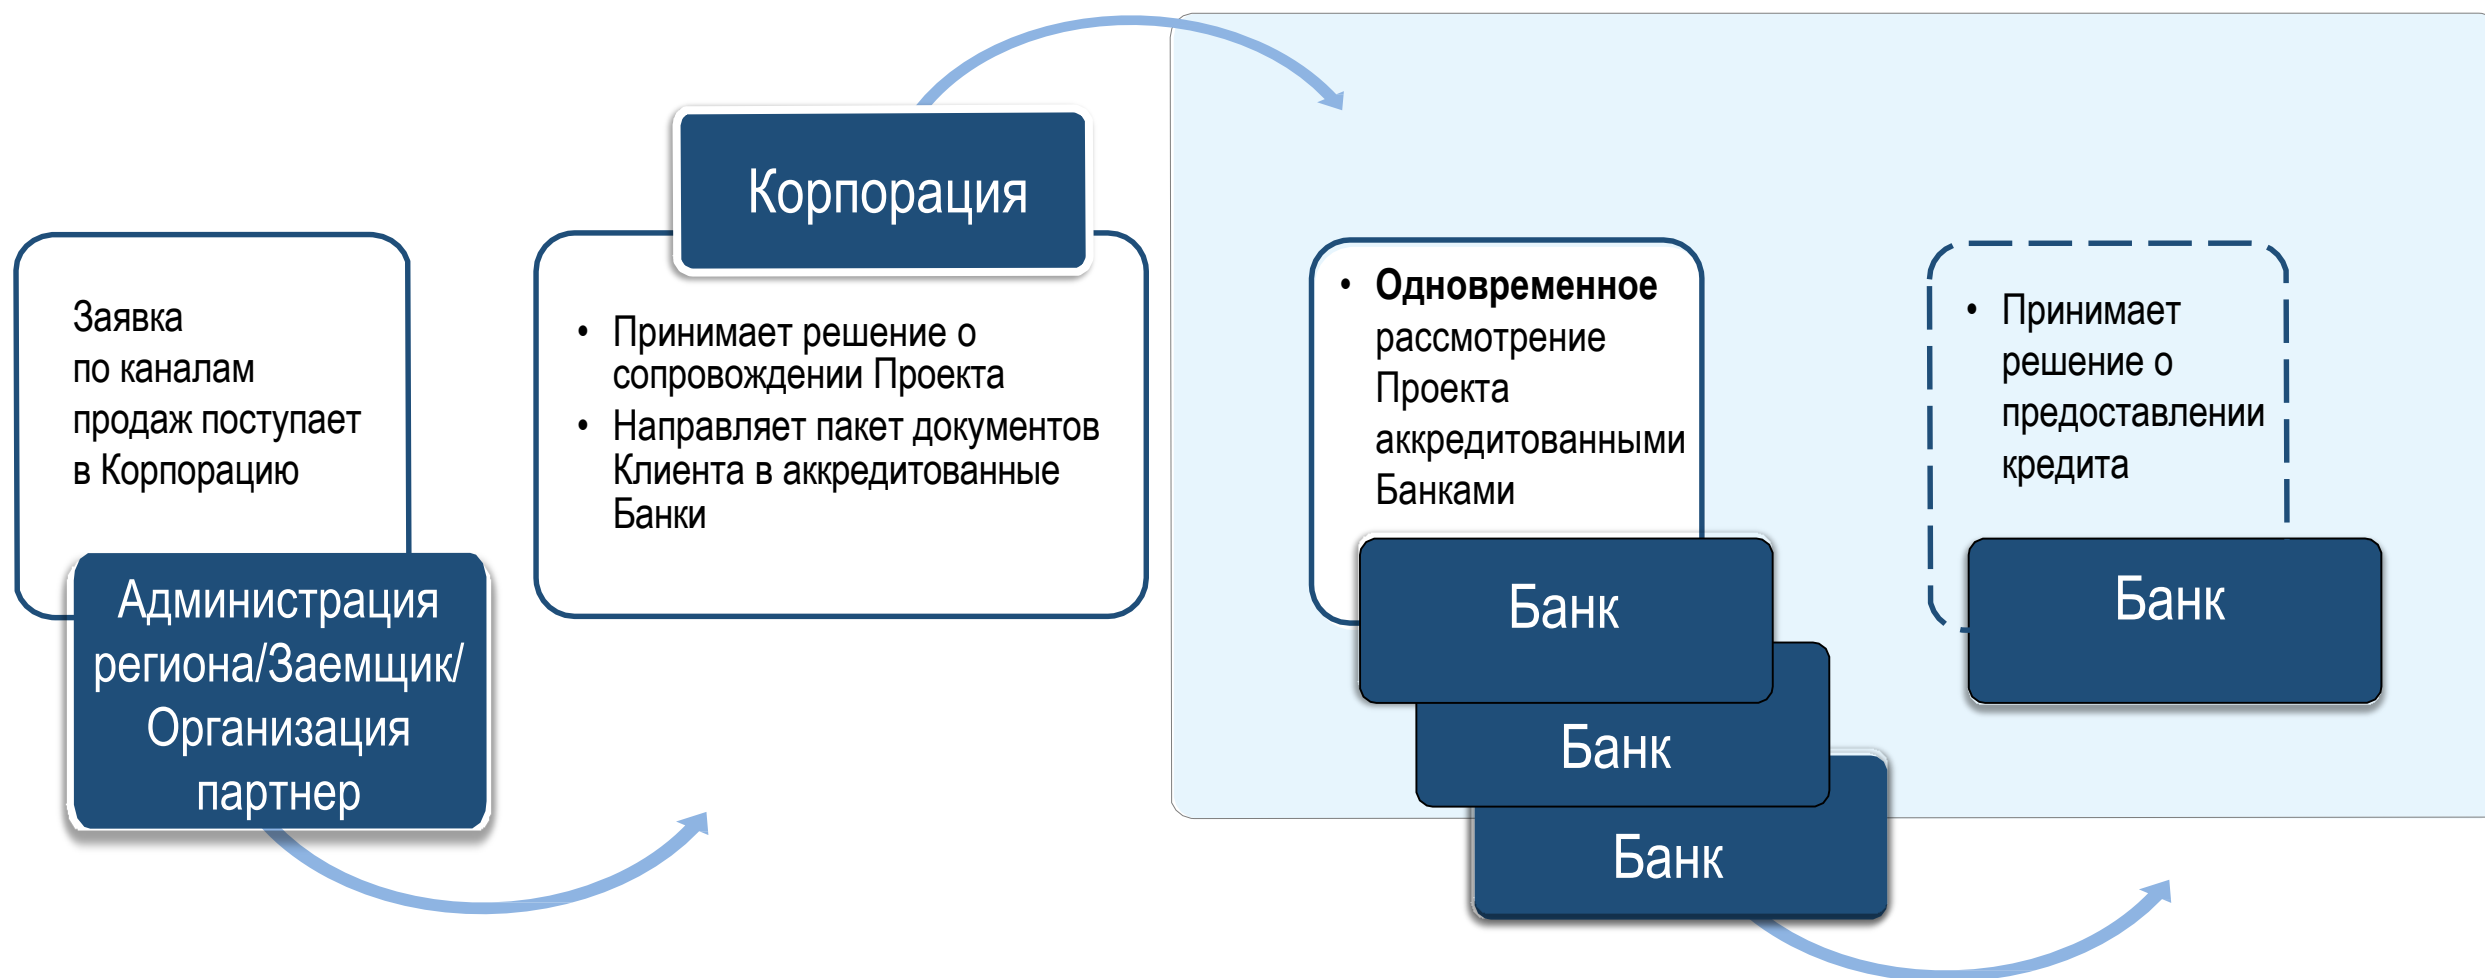 Заявка
по каналам
продаж поступает
в Корпорацию
Администрация
региона/Заемщик/
Организация
партнер
Корпорация
• Принимает решение о
сопровождении Проекта
• Направляет пакет документов
Клиента в аккредитованные
Банки
• Одновременное
рассмотрение
Проекта
аккредитованными
Банками
Банк
Банк
Банк
• Принимает
решение о
предоставлении
кредита
Банк